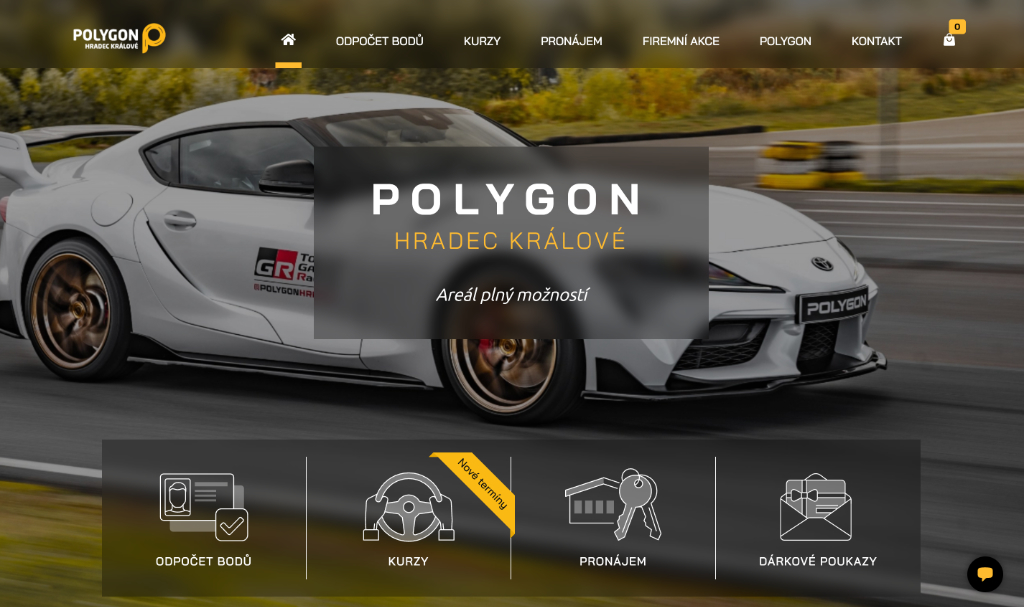 POLYGON
HRADEC KRÁLOVÉ
ODPOČET BODŮ
KURZY
PRONÁJEM
FIREMNÍ AKCE
POLYGON
KONTAKT
0
POLYGON
HRADEC KRÁLOVÉ
Areál plný možností
GR
POLYGON
Nové termíny
ODPOČET BODŮ
KURZY
PRONÁJEM
DÁRKOVÉ POUKAZY